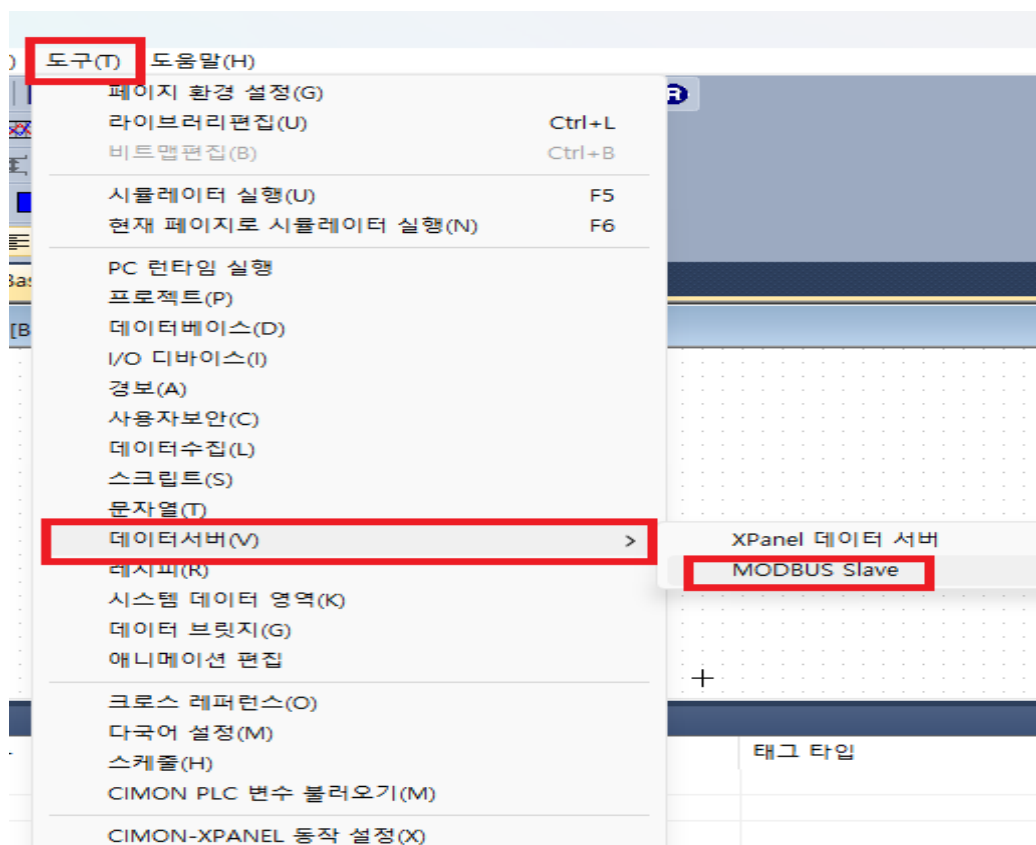 ) 도구(T) 도움말(H)
페이지 환경 설정(G)
라이브러리편집(U) Ctrl+L
비트맵편집(B) Ctrl+B
시뮬레이터 실행(U) F5
현재 페이지로 시뮬레이터 실행(N) F6
PC 런타임 실행
프로젝트(P)
[B
데이터베이스(D)
I/O 디바이스(I)
경보(A)
사용자보안(C)
데이터수집(L)
스크립트(S)
문자열(T)
데이터서버(V) >
XPanel 데이터 서버
MODBUS Slave
레시피(R)
시스템 데이터 영역(K)
데이터 브릿지(G)
애니메이션 편집
크로스 레퍼런스(O)
다국어 설정(M)
태그 타입
스케줄(H)
CIMON PLC 변수 불러오기(M)
CIMON-XPANEL 동작 설정(X)